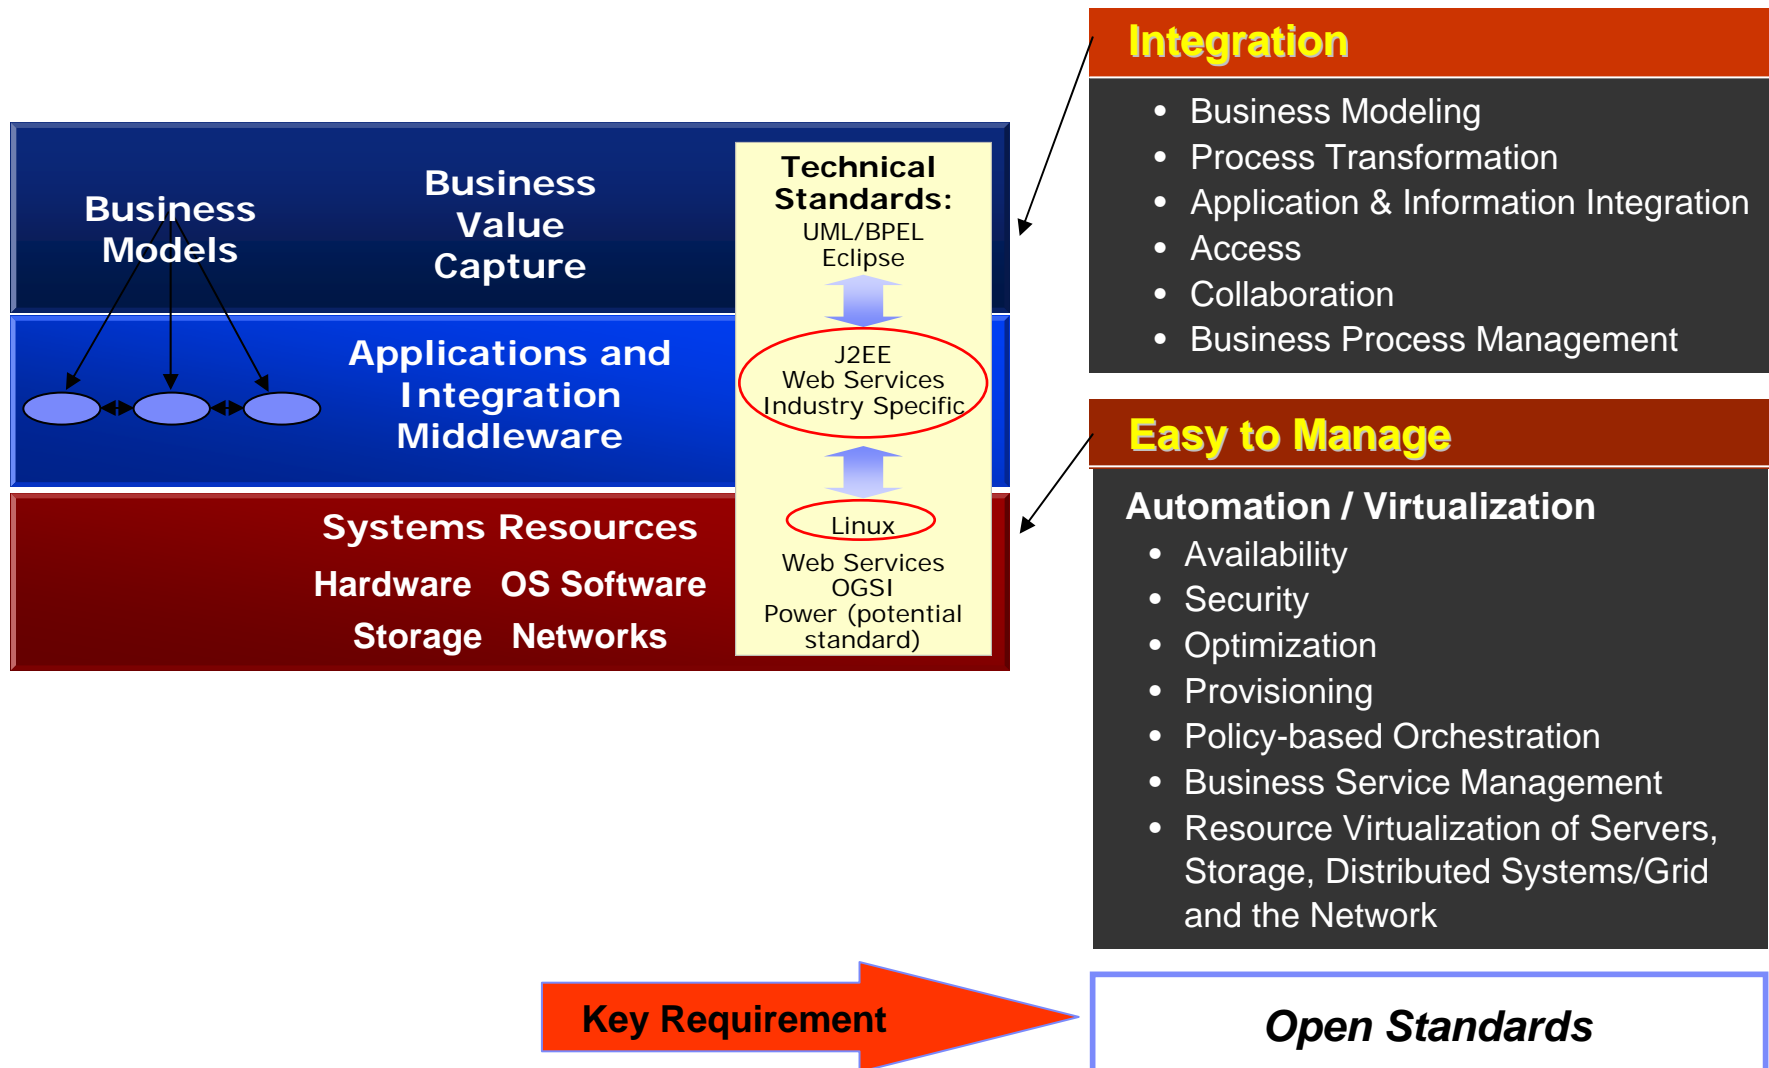 Business
Models
Business
Value
Capture
Applications and
Integration
Middleware
Systems Resources
Hardware OS Software
Storage Networks
Technical
Standards:
UML/BPEL
Eclipse
J2EE
Web Services
Industry Specific
Linux
Web Services
OGSI
Power (potential
standard)
Integration
• Business Modeling
• Process Transformation
• Application & Information Integration
• Access
• Collaboration
• Business Process Management
Easy to Manage
Automation / Virtualization
• Availability
• Security
• Optimization
• Provisioning
• Policy-based Orchestration
• Business Service Management
• Resource Virtualization of Servers,
Storage, Distributed Systems/Grid
and the Network
Key Requirement
Open Standards